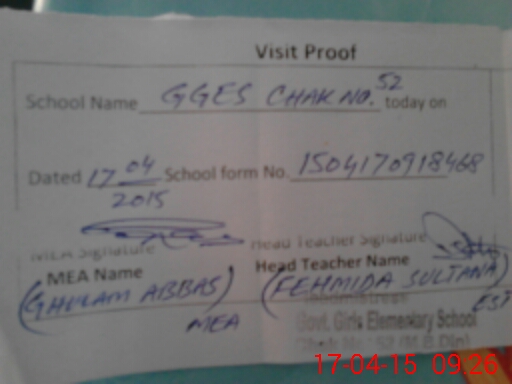 Visit Proof
School Name GGES CHAK NO. 52 today on
Dated 17 04 2015 School form No. 1504170918468
MEA Signature Head Teacher Signature
MEA Name Head Teacher Name
(GHULAM ABBAS) (FEHMIDA SULTANA)
MEA EST
Govt. Girls Elementary School
17-04-15 09:26